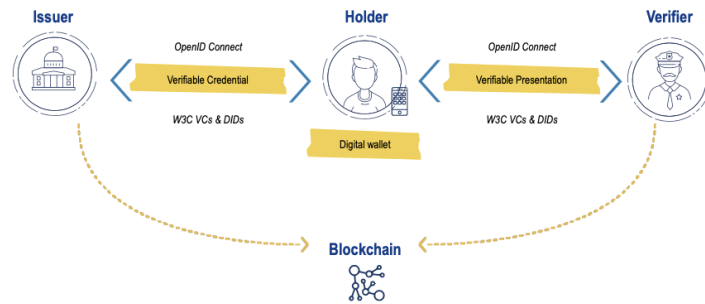 Issuer
Holder
Verifier
OpenID Connect
OpenID Connect
Verifiable Credential
Verifiable Presentation
W3C VCs & DIDs
W3C VCs & DIDs
Digital wallet
Blockchain